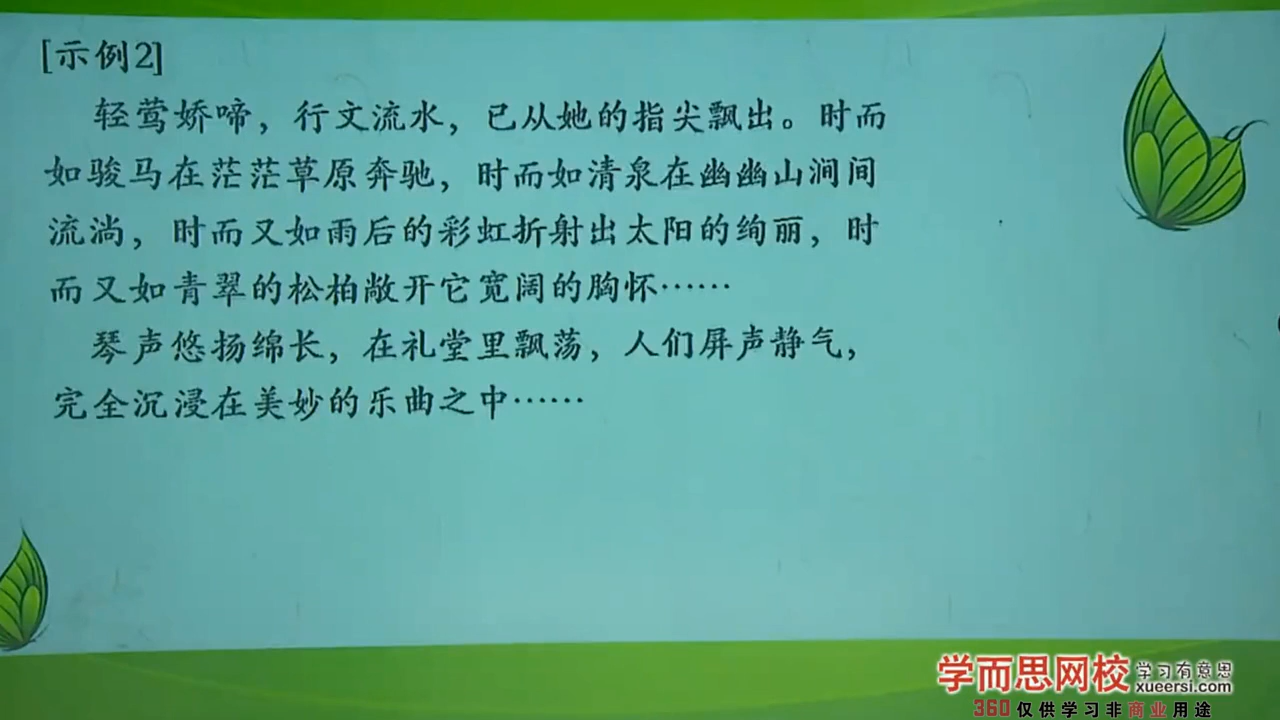 [示例2]
轻莺娇啼，行文流水，已从她的指尖飘出。时而
如骏马在茫茫草原奔驰，时而如清泉在幽幽山涧间
流淌，时而又如雨后的彩虹折射出太阳的绚丽，时
而又如青翠的松柏敞开它宽阔的胸怀……
琴声悠扬绵长，在礼堂里飘荡，人们屏声静气，
完全沉浸在美妙的乐曲之中……
学而思网校 学习有意思
xueersi.com
360仅供学习非商业用途